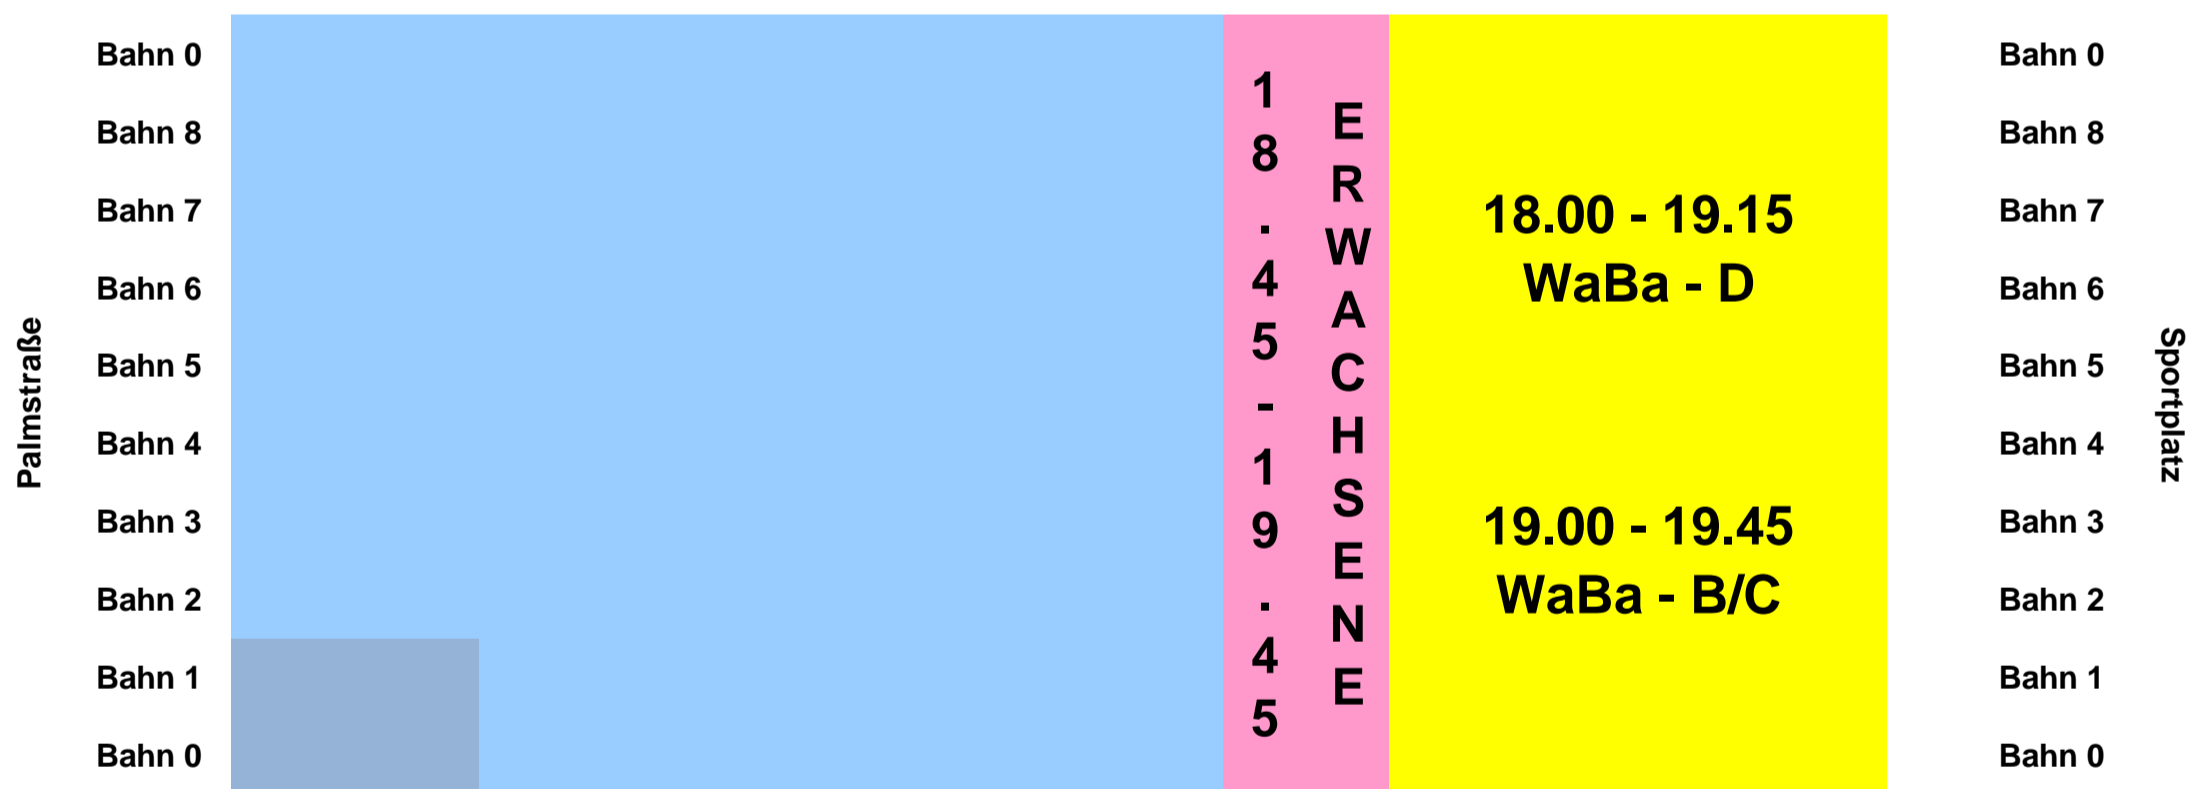 Palmstraße
Bahn 0
Bahn 8
Bahn 7
Bahn 6
Bahn 5
Bahn 4
Bahn 3
Bahn 2
Bahn 1
Bahn 0
18.45-19.45
ERWACHSENE
18.00 - 19.15
WaBa - D
19.00 - 19.45
WaBa - B/C
Bahn 0
Bahn 8
Bahn 7
Bahn 6
Bahn 5
Bahn 4
Bahn 3
Bahn 2
Bahn 1
Bahn 0
Sportplatz